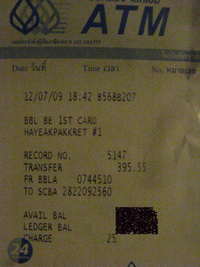 ATM
Date วันที่ Time เวลา No. หมายเลข
12/07/09 18:42 B568B207
BBL BE 1ST CARD
HAYEAKPAKKRET #1
RECORD NO. 5147
TRANSFER 395.55
FR BBLA 0744510
TO SCBA 2822092560
AVAIL BAL
LEDGER BAL
CHARGE 25
24